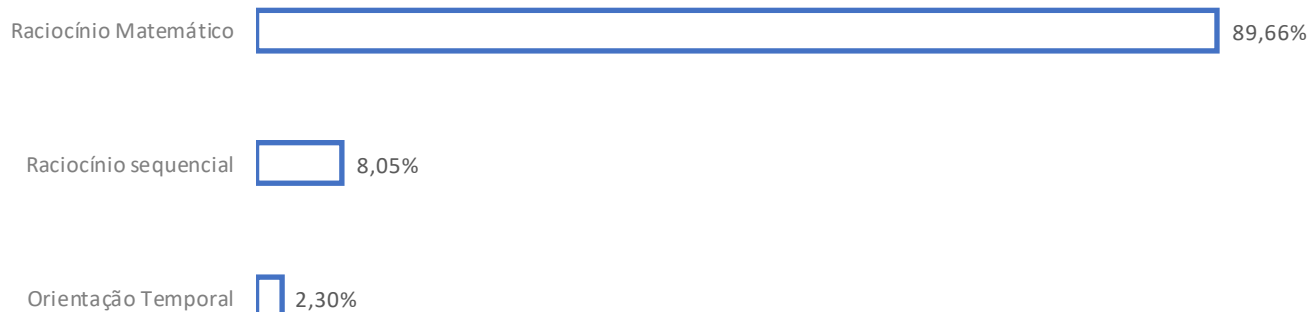 Raciocínio Matemático 89,66%
Raciocínio sequencial 8,05%
Orientação Temporal 2,30%